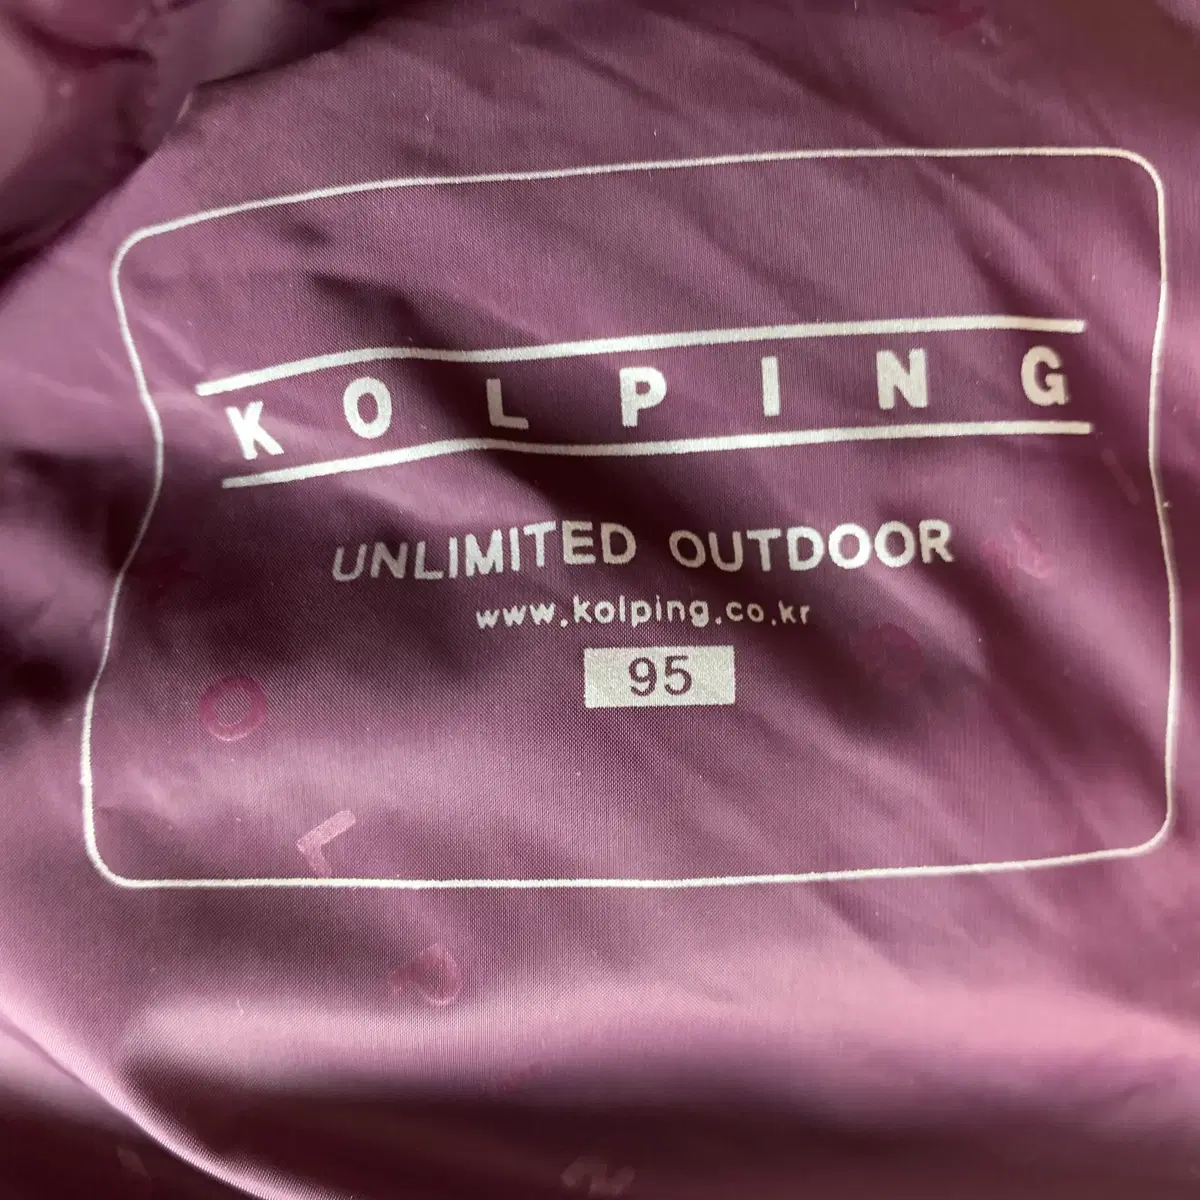 KOLPING
UNLIMITED OUTDOOR
www.kolping.co.kr
95